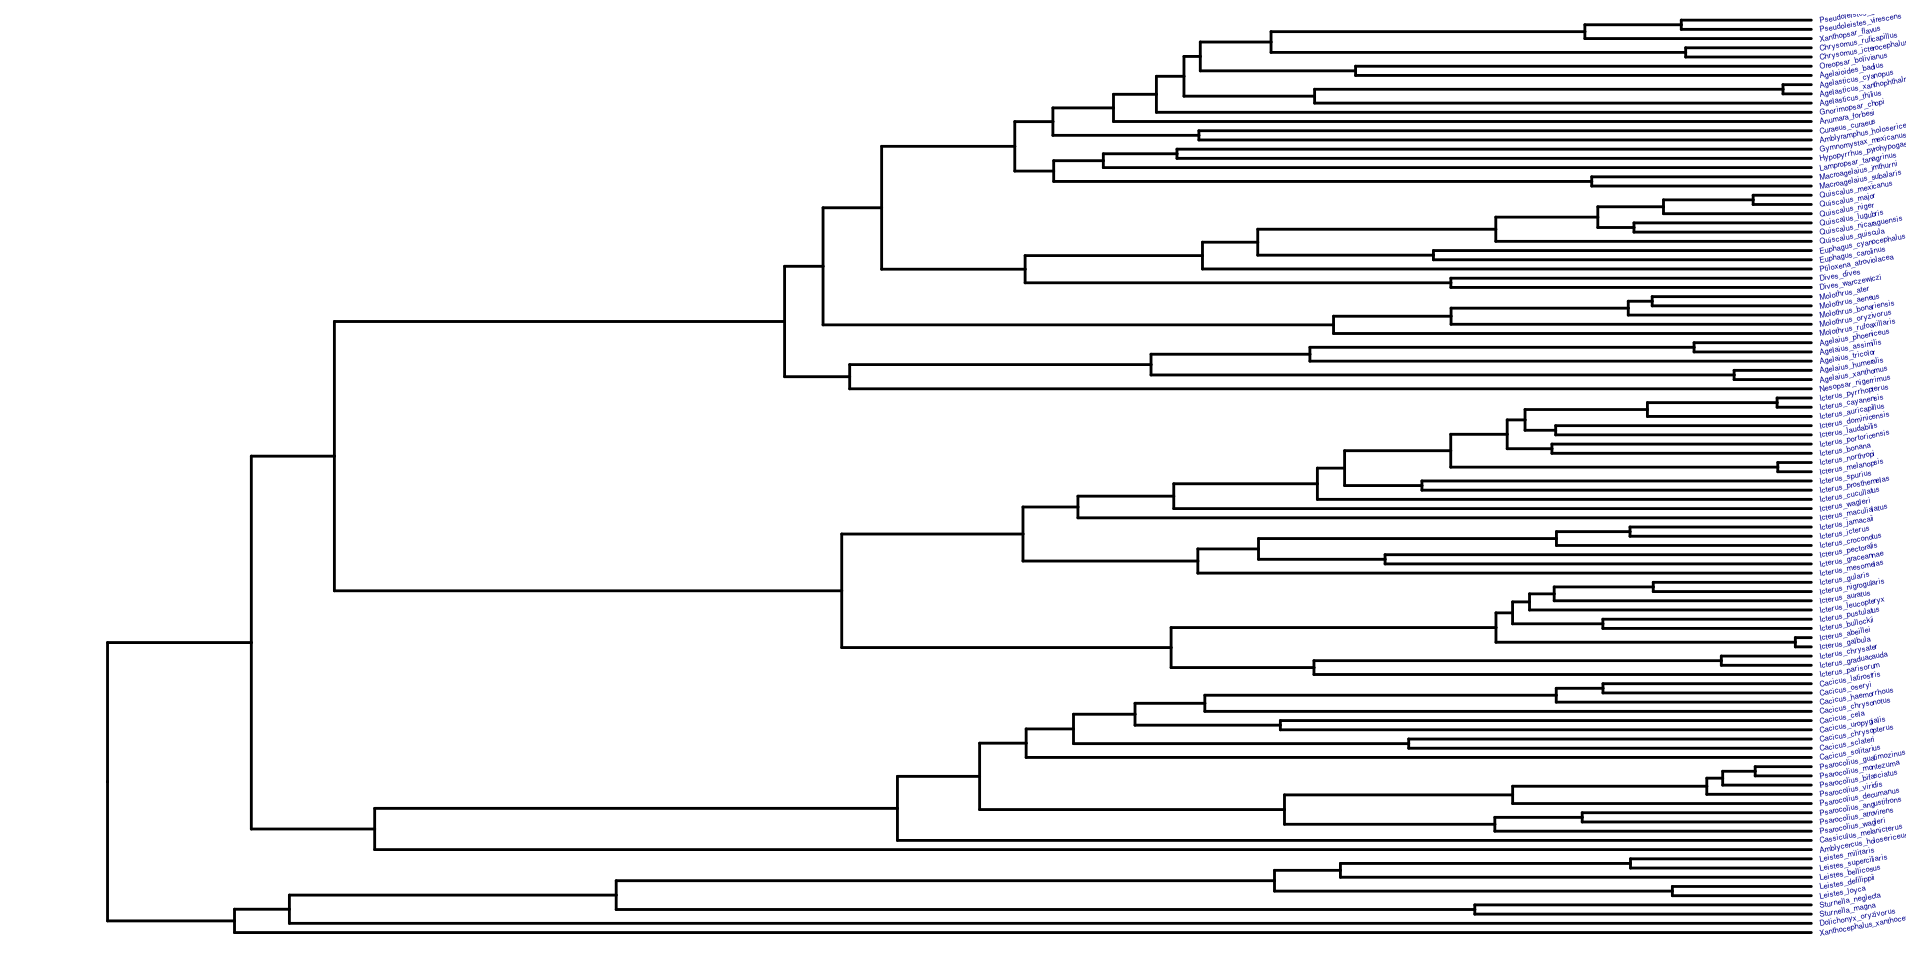 Pseudoleistes_
Pseudoleistes_virescens
Xanthopsar_flavus
Chrysomus_ruficapillus
Chrysomus_icterocephalus
Oreopsar_bolivianus
Agelaioides_badius
Agelasticus_cyanopus
Agelasticus_xanthophthalm
Agelasticus_thilius
Gnorimopsar_chopi
Anumara_forbesi
Curaeus_curaeus
Amblyramphus_holoserice
Gymnomystax_mexicanus
Hypopyrrhus_pyrohypogas
Lampropsar_tanagrinus
Macroagelaius_imthurni
Macroagelaius_subalaris
Quiscalus_mexicanus
Quiscalus_major
Quiscalus_niger
Quiscalus_lugubris
Quiscalus_nicaraguensis
Quiscalus_quiscula
Euphagus_cyanocephalus
Euphagus_carolinus
Ptiloxena_atroviolacea
Dives_dives
Dives_warczewiczi
Molothrus_ater
Molothrus_aeneus
Molothrus_bonariensis
Molothrus_oryzivorus
Molothrus_rufoaxillaris
Agelaius_phoeniceus
Agelaius_assimilis
Agelaius_tricolor
Agelaius_humeralis
Agelaius_xanthomus
Nesopsar_nigerrimus
Icterus_pyrrhopterus
Icterus_cayanensis
Icterus_auricapillus
Icterus_dominicensis
Icterus_laudabilis
Icterus_portoricensis
Icterus_bonana
Icterus_northropi
Icterus_melanopsis
Icterus_spurius
Icterus_prosthemelas
Icterus_cucullatus
Icterus_wagleri
Icterus_maculialatus
Icterus_jamacaii
Icterus_icterus
Icterus_croconotus
Icterus_pectoralis
Icterus_graceannae
Icterus_mesomelas
Icterus_gularis
Icterus_nigrogularis
Icterus_auratus
Icterus_leucopteryx
Icterus_pustulatus
Icterus_bullockii
Icterus_abeillei
Icterus_galbula
Icterus_chrysater
Icterus_graduacauda
Icterus_parisorum
Cacicus_latirostris
Cacicus_oseryi
Cacicus_haemorrhous
Cacicus_chrysonotus
Cacicus_cela
Cacicus_uropygialis
Cacicus_chrysopterus
Cacicus_sclateri
Cacicus_solitarius
Psarocolius_guatimozinus
Psarocolius_montezuma
Psarocolius_bifasciatus
Psarocolius_viridis
Psarocolius_decumanus
Psarocolius_angustifrons
Psarocolius_atrovirens
Psarocolius_wagleri
Cassiculus_melanicterus
Amblycercus_holosericeus
Leistes_militaris
Leistes_superciliaris
Leistes_bellicosus
Leistes_defilippii
Leistes_loyca
Sturnella_neglecta
Sturnella_magna
Dolichonyx_oryzivorus
Xanthocephalus_xanthoce